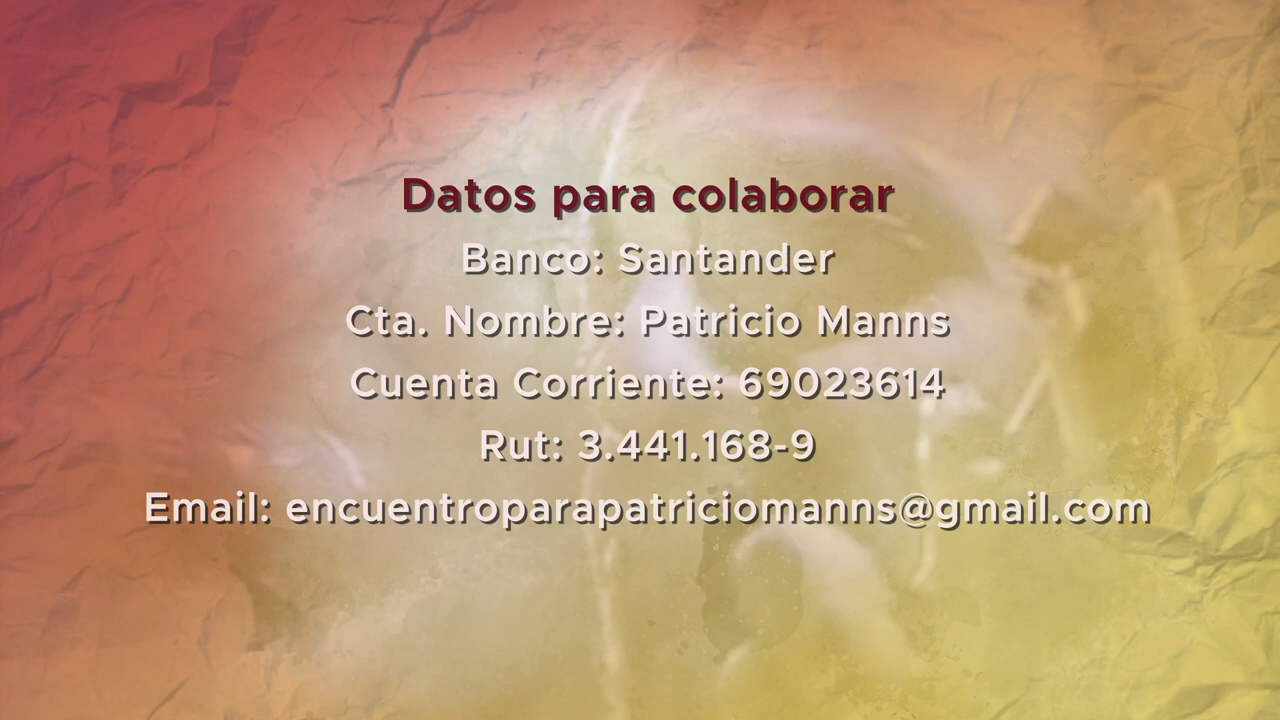 Datos para colaborar
Banco: Santander
Cta. Nombre: Patricio Manns
Cuenta Corriente: 69023614
Rut: 3.441.168-9
Email: encuentroparapatriciomanns@gmail.com